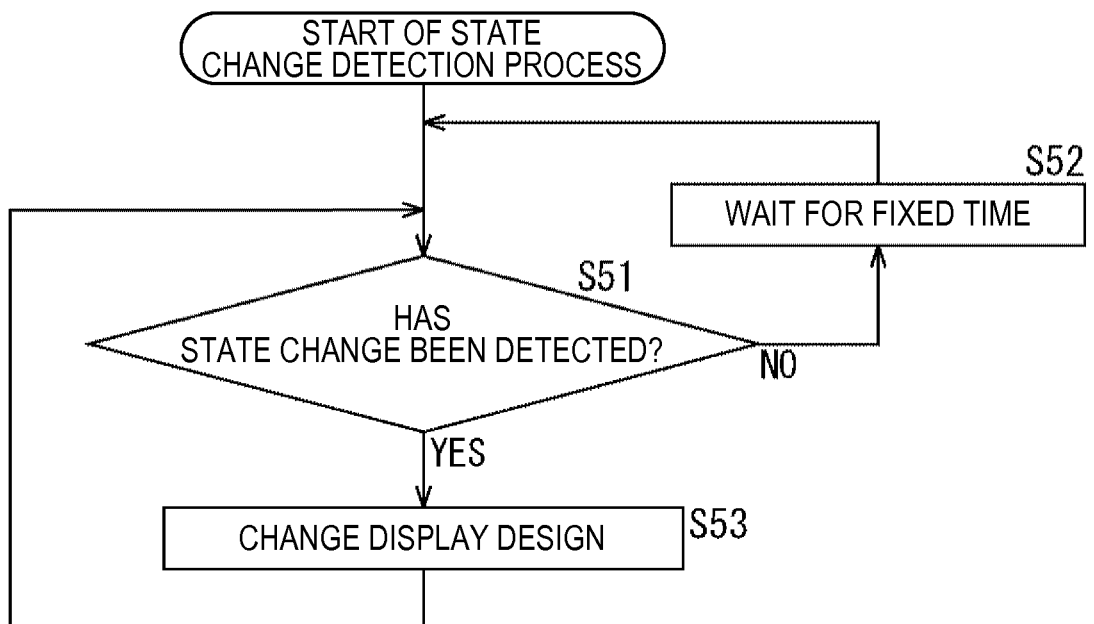 START OF STATE
CHANGE DETECTION PROCESS
S52
WAIT FOR FIXED TIME
S51
HAS
STATE CHANGE BEEN DETECTED?
NO
YES
CHANGE DISPLAY DESIGN
S53